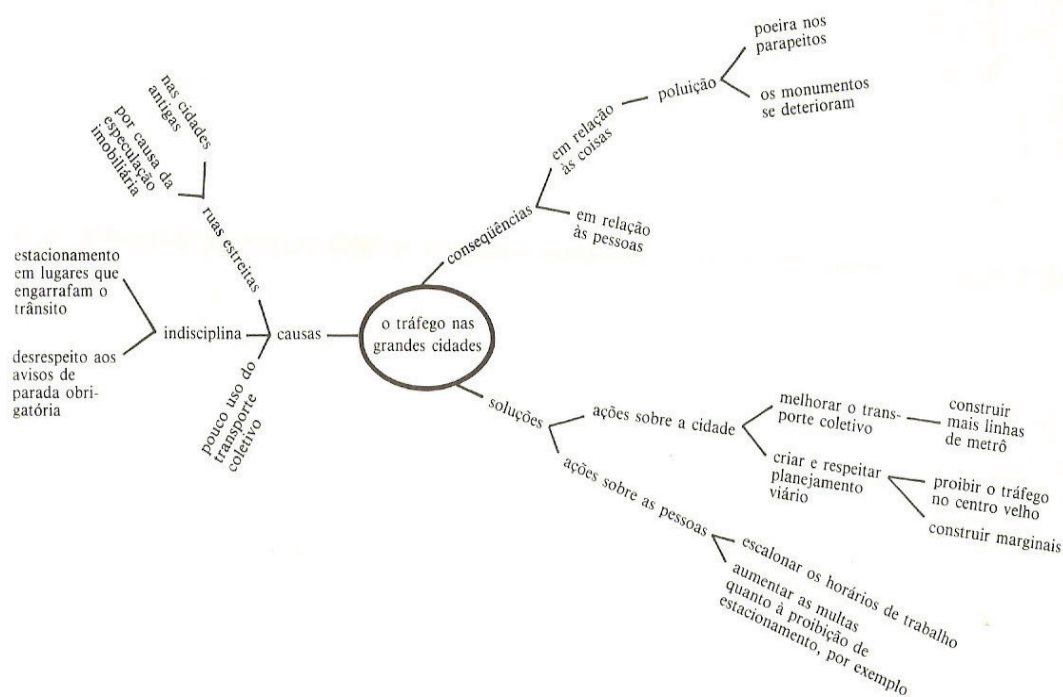 poeira nos
parapeitos
os monumentos
se deterioram
poluição
em relação
às coisas
em relação
às pessoas
conseqüências
nas cidades
antigas
por causa da
especulação
imobiliária
ruas estreitas
estacionamento
em lugares que
engarrafam o
trânsito
desrespeito aos
avisos de
parada obri-
gatória
indisciplina
causas
pouco uso do
transporte
coletivo
o tráfego nas
grandes cidades
soluções
ações sobre a cidade
melhorar o trans-
porte coletivo
construir
mais linhas
de metrô
criar e respeitar
planejamento
viário
proibir o tráfego
no centro velho
construir marginais
ações sobre as pessoas
escalonar os horários de trabalho
aumentar as multas
quanto à proibição de
estacionamento, por exemplo